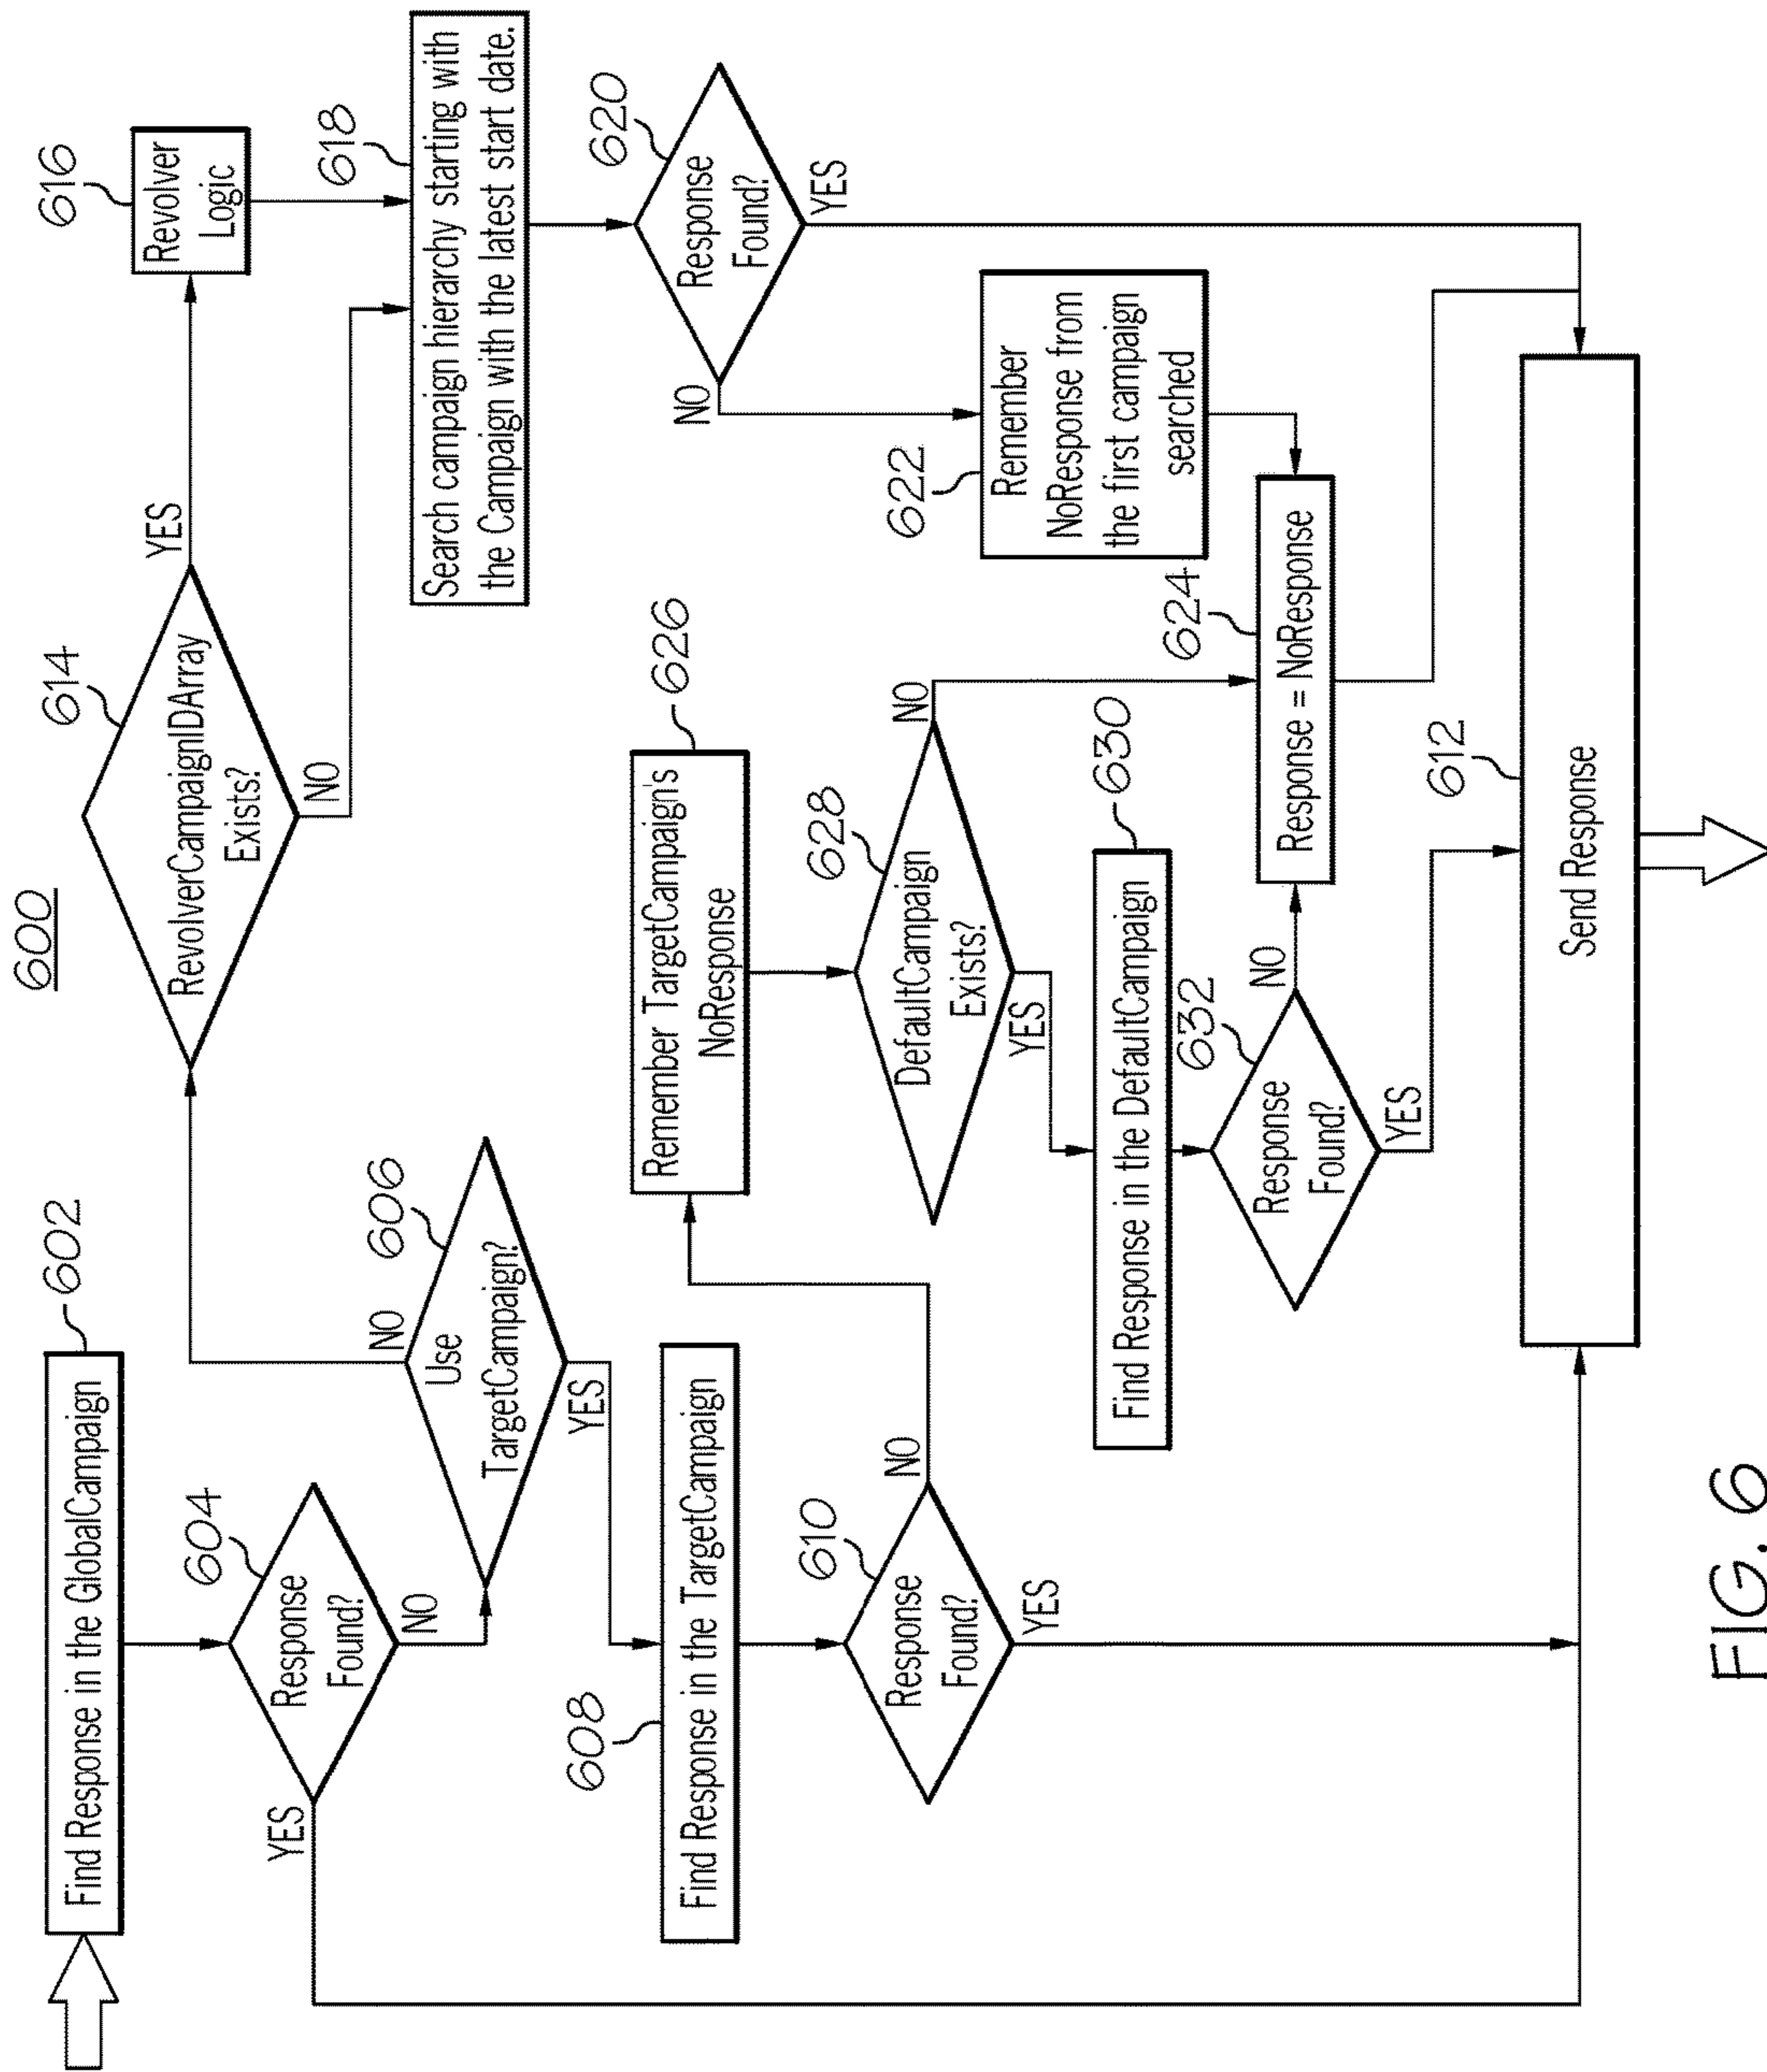 600
602
Find Response in the GlobalCampaign
604
Response
Found?
YES
NO
606
Use
TargetCampaign?
NO
YES
608
Find Response in the TargetCampaign
610
Response
Found?
NO
YES
614
RevolverCampaignIDArray
Exists?
YES
NO
616
Revolver
Logic
618
Search campaign hierarchy starting with
the Campaign with the latest start date.
620
Response
Found?
NO
YES
622
Remember
NoResponse from
the first campaign
searched
626
Remember TargetCampaign's
NoResponse
628
DefaultCampaign
Exists?
NO
YES
630
Find Response in the DefaultCampaign
632
Response
Found?
NO
YES
624
Response = NoResponse
612
Send Response
FIG. 6